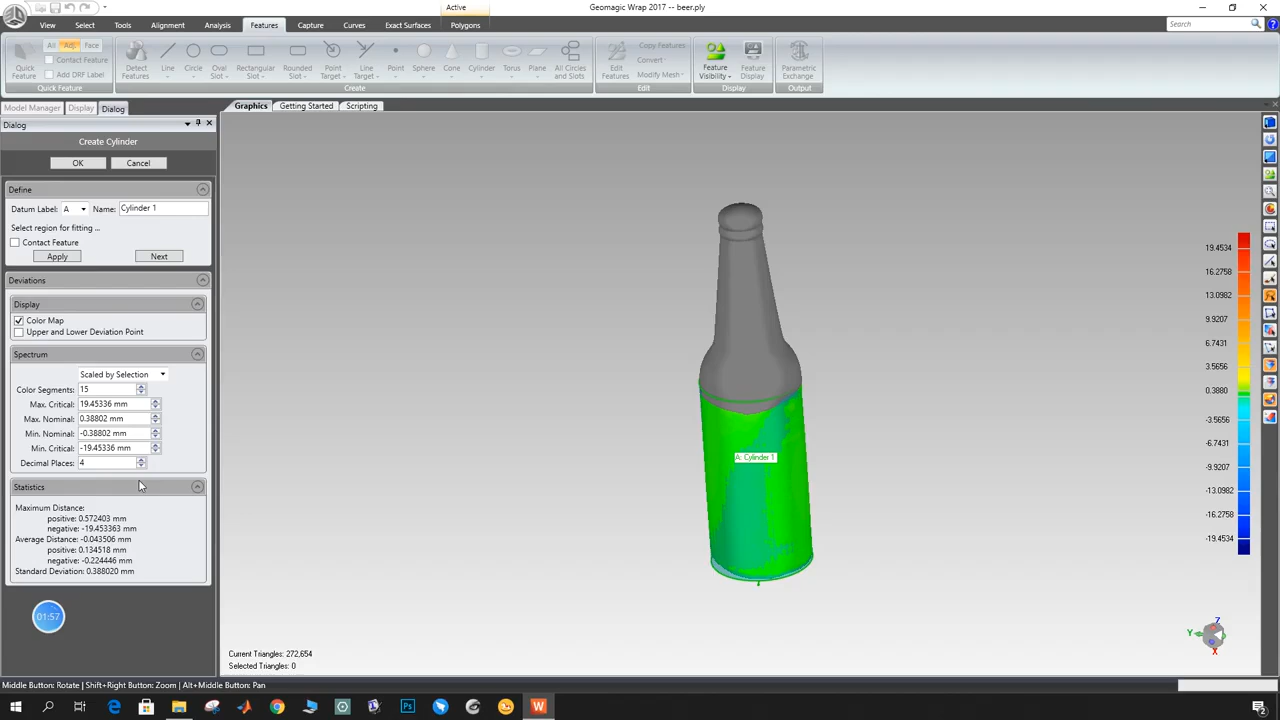 Active
Geomagic Wrap 2017 -- beer.ply
View Select Tools Alignment Analysis Features Capture Curves Exact Surfaces Polygons
Search
All Adj. Face
Contact Feature
Add DRF Label
Quick Feature
Quick Feature
Detect Features
Line
Circle
Oval Slot
Rectangular Slot
Rounded Slot
Point Target
Line Target
Point
Sphere
Cone
Cylinder
Torus
Plane
All Circles and Slots
Create
Edit Features
Copy Features
Convert
Modify Mesh
Edit
Feature Visibility
Feature Display
Display
Parametric Exchange
Output
Model Manager Display Dialog
Graphics Getting Started Scripting
Dialog
Create Cylinder
OK Cancel
Define
Datum Label: A Name: Cylinder 1
Select region for fitting ...
Contact Feature
Apply Next
Deviations
Display
Color Map
Upper and Lower Deviation Point
Spectrum
Scaled by Selection
Color Segments: 15
Max. Critical: 19.45336 mm
Max. Nominal: 0.38802 mm
Min. Nominal: -0.38802 mm
Min. Critical: -19.45336 mm
Decimal Places: 4
Statistics
Maximum Distance:
positive: 0.572403 mm
negative: -19.453363 mm
Average Distance: -0.043506 mm
positive: 0.134518 mm
negative: -0.224446 mm
Standard Deviation: 0.388020 mm
01:57
A: Cylinder 1
19.4534
16.2758
13.0982
9.9207
6.7431
3.5656
0.3880
-3.5656
-6.7431
-9.9207
-13.0982
-16.2758
-19.4534
Z
Y
X
Current Triangles: 272,654
Selected Triangles: 0
Middle Button: Rotate | Shift+Right Button: Zoom | Alt+Middle Button: Pan
Ps
W
2